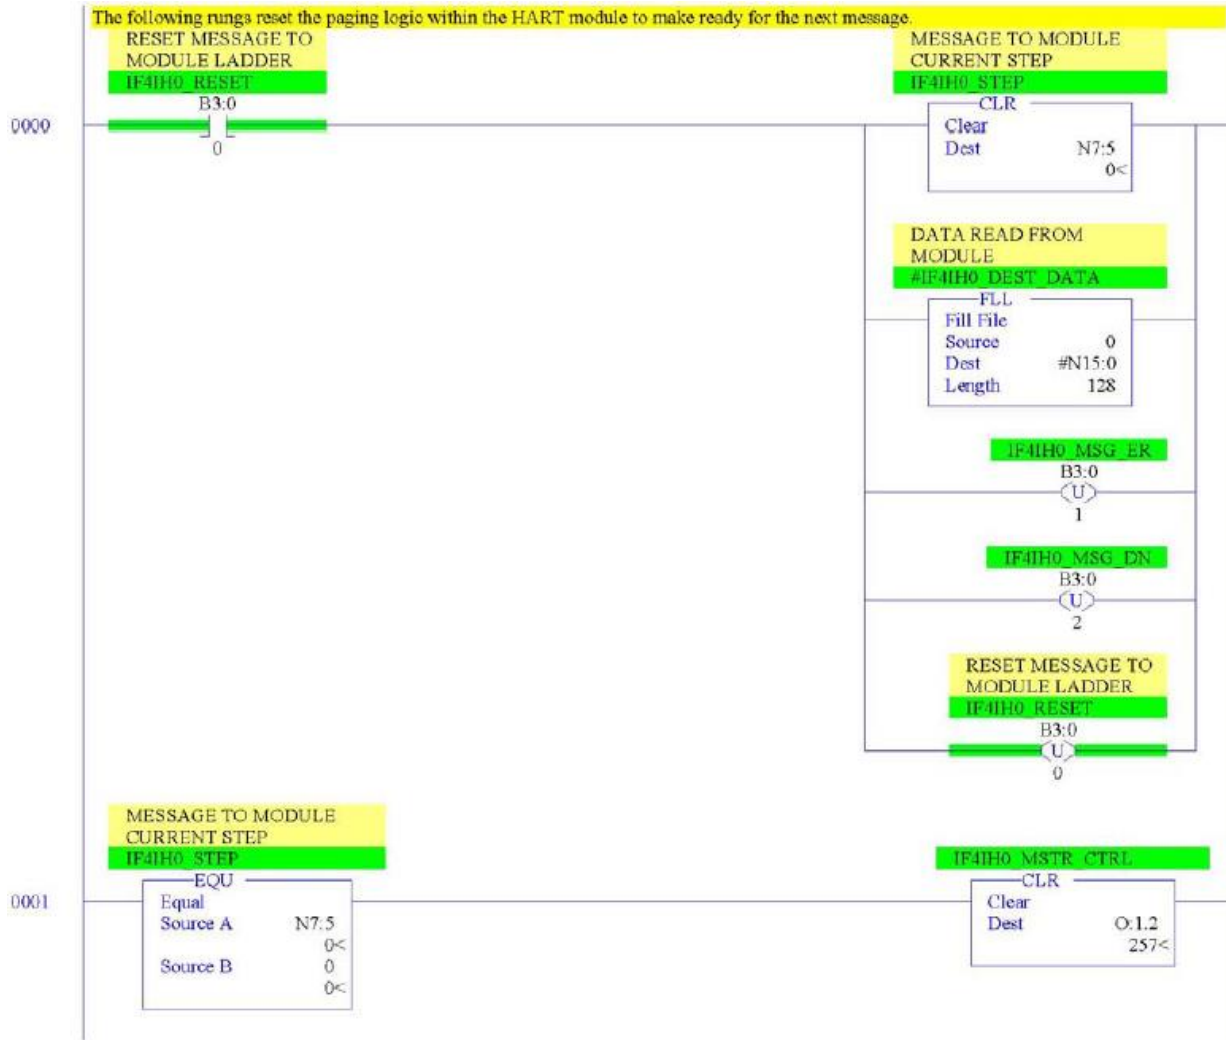 The following rungs reset the paging logic within the HART module to make ready for the next message.
RESET MESSAGE TO
MODULE LADDER
IF4IH0_RESET
B3:0
0
0000
MESSAGE TO MODULE
CURRENT STEP
IF4IH0_STEP
CLR
Clear
Dest N7:5
0<
DATA READ FROM
MODULE
#IF4IH0_DEST_DATA
FLL
Fill File
Source 0
Dest #N15:0
Length 128
IF4IH0_MSG_ER
B3:0
U
1
IF4IH0_MSG_DN
B3:0
U
2
RESET MESSAGE TO
MODULE LADDER
IF4IH0_RESET
B3:0
U
0
MESSAGE TO MODULE
CURRENT STEP
IF4IH0_STEP
EQU
0001
Equal
Source A N7:5
0<
Source B 0
0<
IF4IH0_MSTR_CTRL
CLR
Clear
Dest O:1.2
257<